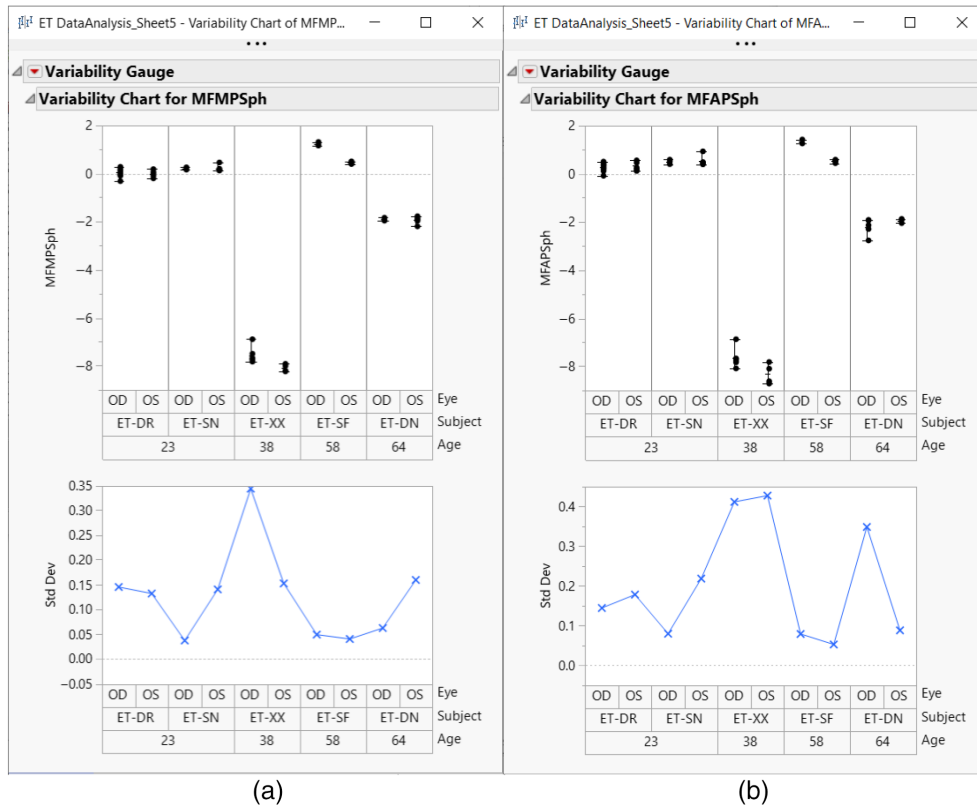 ET DataAnalysis_Sheet5 - Variability Chart of MFMP...
Variability Gauge
Variability Chart for MFMPSph
2
0
−2
−4
−6
−8
MFMPSph
OD OS OD OS OD OS OD OS OD OS Eye
ET-DR ET-SN ET-XX ET-SF ET-DN Subject
23 38 58 64 Age
0.35
0.30
0.25
0.20
0.15
0.10
0.05
0.00
−0.05
Std Dev
OD OS OD OS OD OS OD OS OD OS Eye
ET-DR ET-SN ET-XX ET-SF ET-DN Subject
23 38 58 64 Age
(a)
ET DataAnalysis_Sheet5 - Variability Chart of MFA...
Variability Gauge
Variability Chart for MFAPSph
2
0
−2
−4
−6
−8
MFAPSph
OD OS OD OS OD OS OD OS OD OS Eye
ET-DR ET-SN ET-XX ET-SF ET-DN Subject
23 38 58 64 Age
0.4
0.3
0.2
0.1
0.0
Std Dev
OD OS OD OS OD OS OD OS OD OS Eye
ET-DR ET-SN ET-XX ET-SF ET-DN Subject
23 38 58 64 Age
(b)